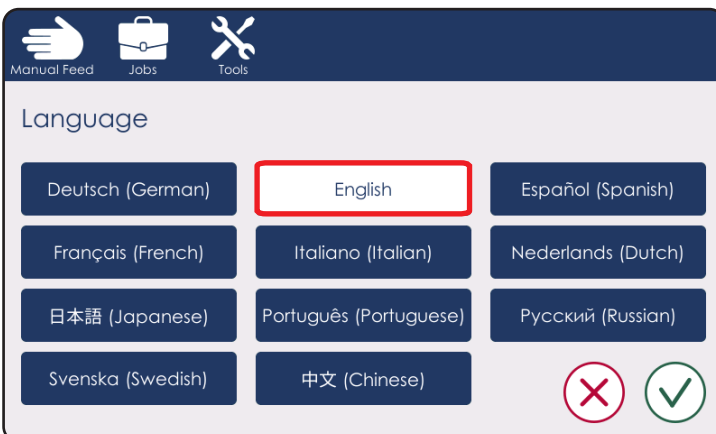 Manual Feed
Jobs
Tools
Language
Deutsch (German)
English
Español (Spanish)
Français (French)
Italiano (Italian)
Nederlands (Dutch)
日本語 (Japanese)
Português (Portuguese)
Русский (Russian)
Svenska (Swedish)
中文 (Chinese)